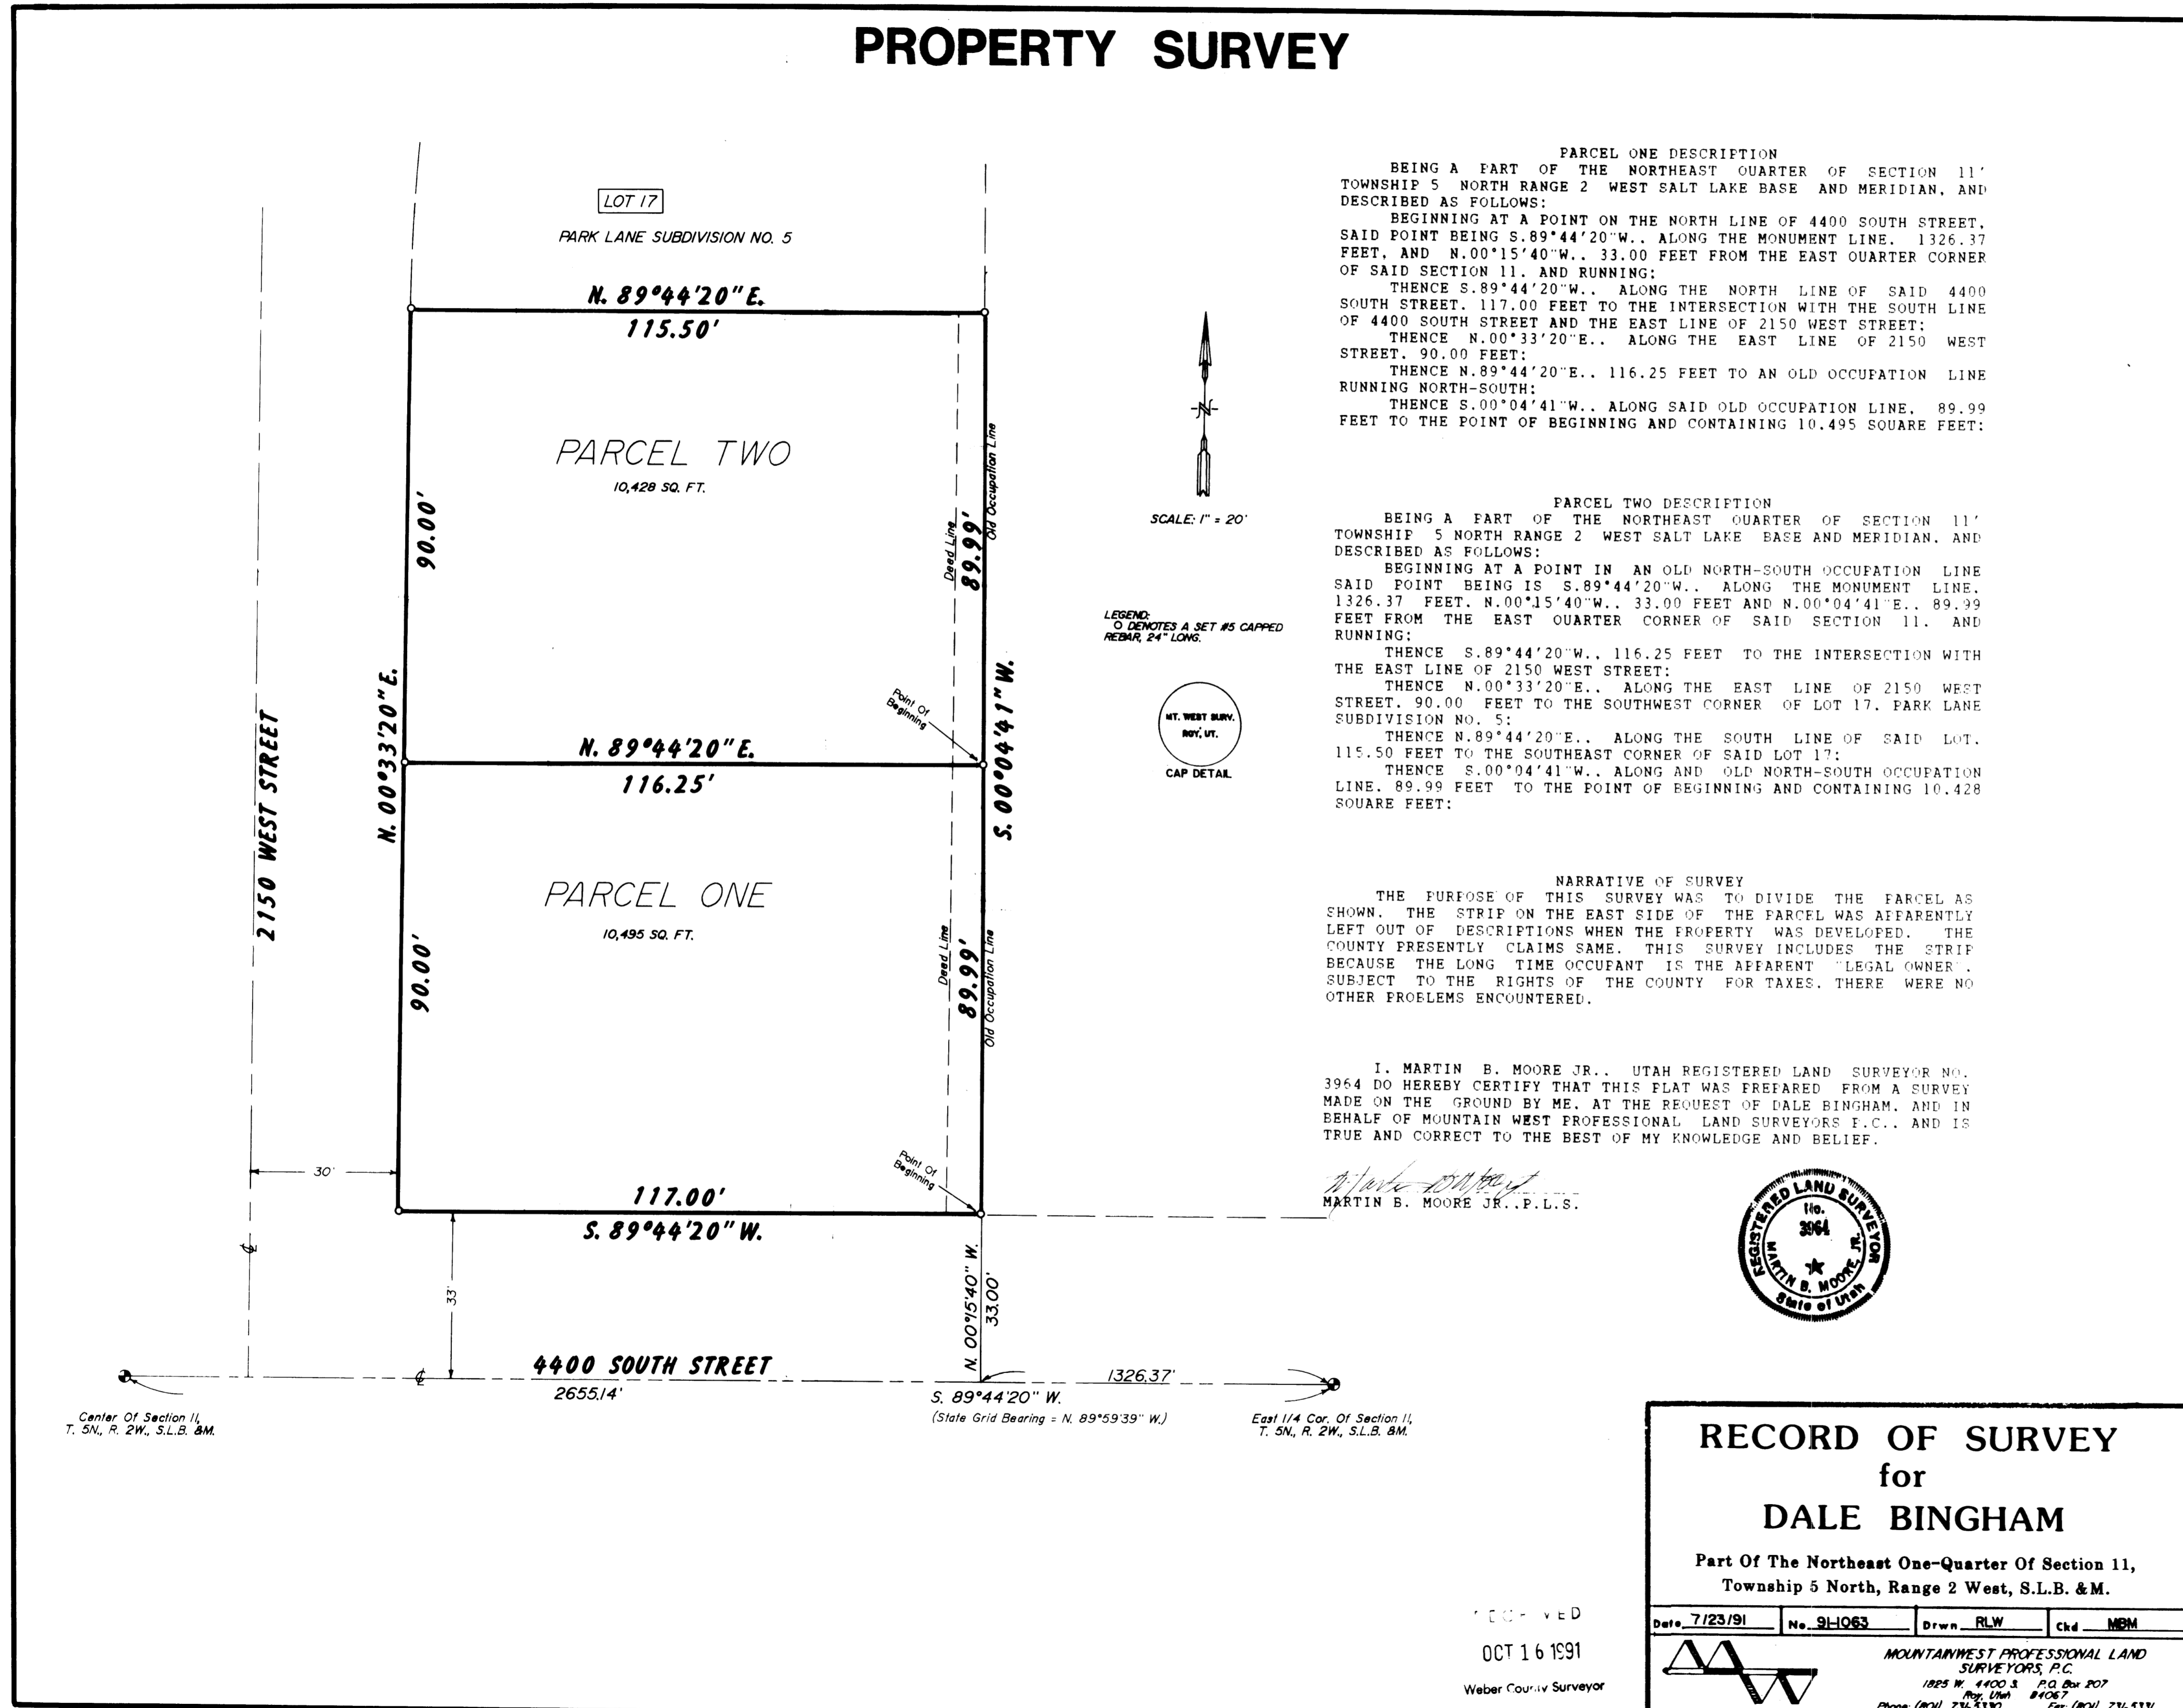 PROPERTY SURVEY
LOT 17
PARK LANE SUBDIVISION NO. 5
N. 89°44'20" E.
115.50'
PARCEL TWO
10,428 SQ. FT.
90.00'
Deed Line
89.99'
Old Occupation Line
N. 00°33'20" E.
S. 00°04'41" W.
2150 WEST STREET
Point Of
Beginning
N. 89°44'20" E.
116.25'
PARCEL ONE
10,495 SQ. FT.
90.00'
Deed Line
89.99'
Old Occupation Line
Point Of
Beginning
30'
117.00'
S. 89°44'20" W.
33'
N. 00°15'40" W.
33.00'
4400 SOUTH STREET
2655.14'
1326.37'
S. 89°44'20" W.
(State Grid Bearing = N. 89°59'39" W.)
Center Of Section 11,
T. 5N., R. 2W., S.L.B. &M.
East 1/4 Cor. Of Section 11,
T. 5N., R. 2W., S.L.B. &M.
N
SCALE: 1" = 20'
LEGEND:
O DENOTES A SET #5 CAPPED
REBAR, 24" LONG.
MT. WEST SURV.
ROY, UT.
CAP DETAIL
PARCEL ONE DESCRIPTION
BEING A PART OF THE NORTHEAST QUARTER OF SECTION 11'
TOWNSHIP 5 NORTH RANGE 2 WEST SALT LAKE BASE AND MERIDIAN, AND
DESCRIBED AS FOLLOWS:
BEGINNING AT A POINT ON THE NORTH LINE OF 4400 SOUTH STREET,
SAID POINT BEING S.89°44'20"W., ALONG THE MONUMENT LINE, 1326.37
FEET, AND N.00°15'40"W., 33.00 FEET FROM THE EAST QUARTER CORNER
OF SAID SECTION 11, AND RUNNING:
THENCE S.89°44'20"W., ALONG THE NORTH LINE OF SAID 4400
SOUTH STREET, 117.00 FEET TO THE INTERSECTION WITH THE SOUTH LINE
OF 4400 SOUTH STREET AND THE EAST LINE OF 2150 WEST STREET:
THENCE N.00°33'20"E., ALONG THE EAST LINE OF 2150 WEST
STREET, 90.00 FEET:
THENCE N.89°44'20"E., 116.25 FEET TO AN OLD OCCUPATION LINE
RUNNING NORTH-SOUTH:
THENCE S.00°04'41"W., ALONG SAID OLD OCCUPATION LINE, 89.99
FEET TO THE POINT OF BEGINNING AND CONTAINING 10,495 SQUARE FEET:
PARCEL TWO DESCRIPTION
BEING A PART OF THE NORTHEAST QUARTER OF SECTION 11'
TOWNSHIP 5 NORTH RANGE 2 WEST SALT LAKE BASE AND MERIDIAN, AND
DESCRIBED AS FOLLOWS:
BEGINNING AT A POINT IN AN OLD NORTH-SOUTH OCCUPATION LINE
SAID POINT BEING IS S.89°44'20"W., ALONG THE MONUMENT LINE,
1326.37 FEET, N.00°15'40"W., 33.00 FEET AND N.00°04'41"E., 89.99
FEET FROM THE EAST QUARTER CORNER OF SAID SECTION 11, AND
RUNNING:
THENCE S.89°44'20"W., 116.25 FEET TO THE INTERSECTION WITH
THE EAST LINE OF 2150 WEST STREET:
THENCE N.00°33'20"E., ALONG THE EAST LINE OF 2150 WEST
STREET, 90.00 FEET TO THE SOUTHWEST CORNER OF LOT 17, PARK LANE
SUBDIVISION NO. 5:
THENCE N.89°44'20"E., ALONG THE SOUTH LINE OF SAID LOT,
115.50 FEET TO THE SOUTHEAST CORNER OF SAID LOT 17:
THENCE S.00°04'41"W., ALONG AND OLD NORTH-SOUTH OCCUPATION
LINE, 89.99 FEET TO THE POINT OF BEGINNING AND CONTAINING 10,428
SQUARE FEET:
NARRATIVE OF SURVEY
THE PURPOSE OF THIS SURVEY WAS TO DIVIDE THE PARCEL AS
SHOWN. THE STRIP ON THE EAST SIDE OF THE PARCEL WAS APPARENTLY
LEFT OUT OF DESCRIPTIONS WHEN THE PROPERTY WAS DEVELOPED. THE
COUNTY PRESENTLY CLAIMS SAME. THIS SURVEY INCLUDES THE STRIP
BECAUSE THE LONG TIME OCCUPANT IS THE APPARENT "LEGAL OWNER",
SUBJECT TO THE RIGHTS OF THE COUNTY FOR TAXES. THERE WERE NO
OTHER PROBLEMS ENCOUNTERED.
I, MARTIN B. MOORE JR., UTAH REGISTERED LAND SURVEYOR NO.
3964 DO HEREBY CERTIFY THAT THIS PLAT WAS PREPARED FROM A SURVEY
MADE ON THE GROUND BY ME, AT THE REQUEST OF DALE BINGHAM, AND IN
BEHALF OF MOUNTAIN WEST PROFESSIONAL LAND SURVEYORS P.C., AND IS
TRUE AND CORRECT TO THE BEST OF MY KNOWLEDGE AND BELIEF.
MARTIN B. MOORE JR., P.L.S.
REGISTERED LAND SURVEYOR
No.
3964
MARTIN B. MOORE, JR.
State of Utah
RECORD OF SURVEY
for
DALE BINGHAM
Part Of The Northeast One-Quarter Of Section 11,
Township 5 North, Range 2 West, S.L.B. &M.
Date 7/23/91 No. 91-1063 Drwn RLW Ckd MBM
MOUNTAINWEST PROFESSIONAL LAND
SURVEYORS, P.C.
1825 W. 4400 S. P.O. Box 207
Roy, Utah 84067
OCT 16 1991
Weber County Surveyor